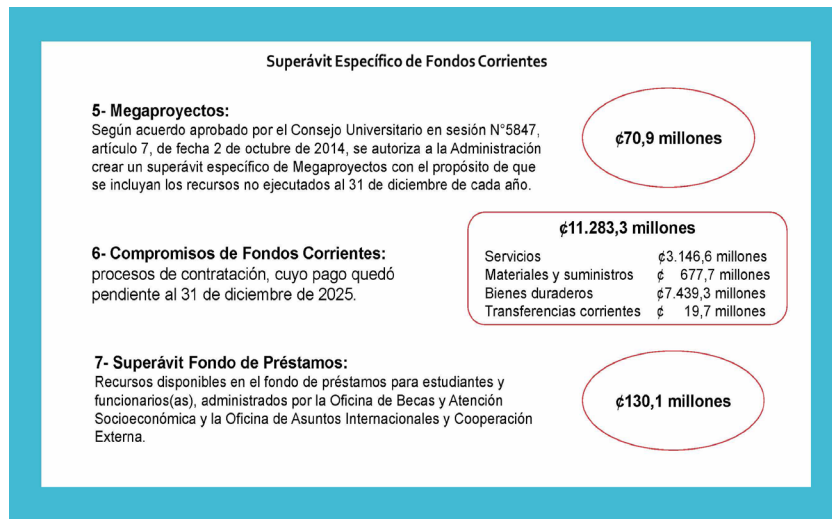 Superávit Específico de Fondos Corrientes
5- Megaproyectos:
Según acuerdo aprobado por el Consejo Universitario en sesión N°5847,
artículo 7, de fecha 2 de octubre de 2014, se autoriza a la Administración
crear un superávit específico de Megaproyectos con el propósito de que
se incluyan los recursos no ejecutados al 31 de diciembre de cada año.
¢70,9 millones
6- Compromisos de Fondos Corrientes:
procesos de contratación, cuyo pago quedó
pendiente al 31 de diciembre de 2025.
¢11.283,3 millones
Servicios ¢3.146,6 millones
Materiales y suministros ¢ 677,7 millones
Bienes duraderos ¢7.439,3 millones
Transferencias corrientes ¢ 19,7 millones
7- Superávit Fondo de Préstamos:
Recursos disponibles en el fondo de préstamos para estudiantes y
funcionarios(as), administrados por la Oficina de Becas y Atención
Socioeconómica y la Oficina de Asuntos Internacionales y Cooperación
Externa.
¢130,1 millones